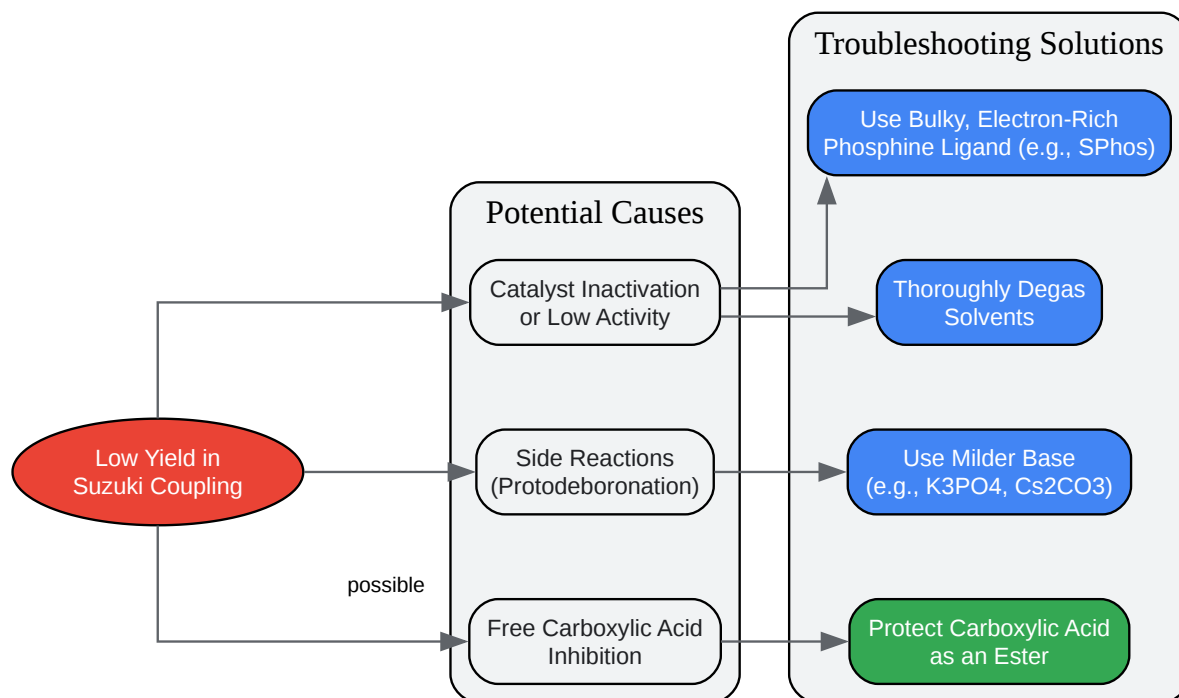 Troubleshooting Solutions
Use Bulky, Electron-Rich
Phosphine Ligand (e.g., SPhos)
Potential Causes
Catalyst Inactivation
or Low Activity
Thoroughly Degas
Solvents
Low Yield in
Suzuki Coupling
Side Reactions
(Protodeboronation)
Use Milder Base
(e.g., K3PO4, Cs2CO3)
possible
Free Carboxylic Acid
Inhibition
Protect Carboxylic Acid
as an Ester